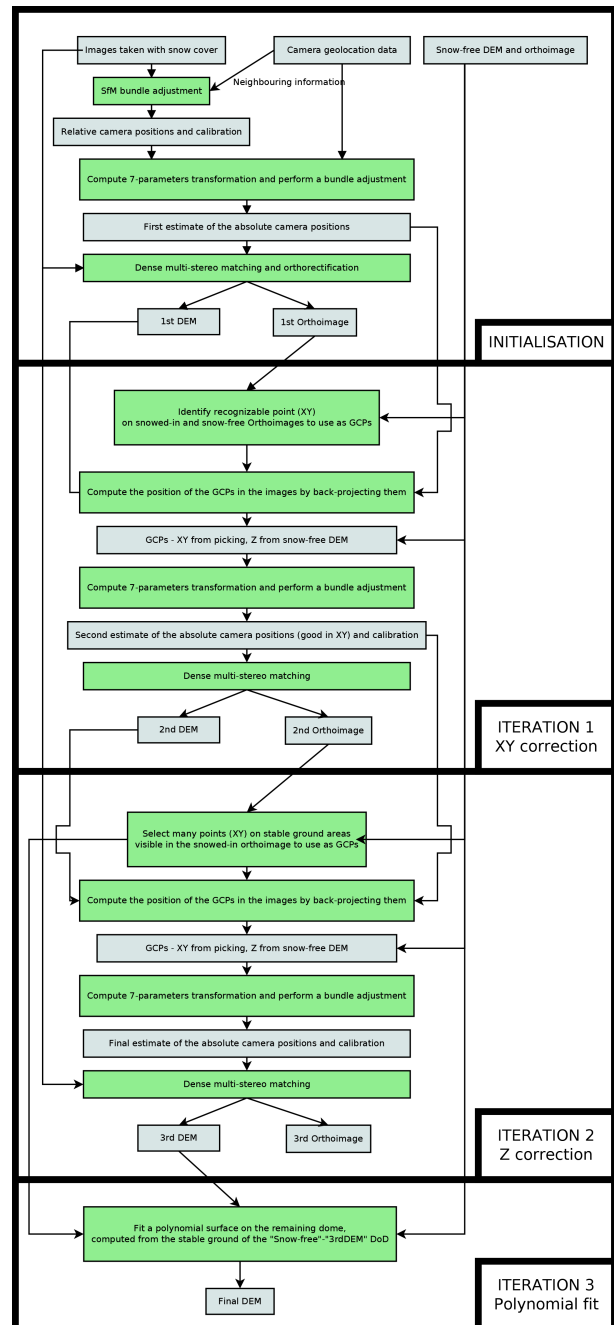 Images taken with snow cover
Camera geolocation data
Snow-free DEM and orthoimage
Neighbouring information
SfM bundle adjustment
Relative camera positions and calibration
Compute 7-parameters transformation and perform a bundle adjustment
First estimate of the absolute camera positions
Dense multi-stereo matching and orthorectification
1st DEM
1st Orthoimage
INITIALISATION
Identify recognizable point (XY)
on snowed-in and snow-free Orthoimages to use as GCPs
Compute the position of the GCPs in the images by back-projecting them
GCPs - XY from picking, Z from snow-free DEM
Compute 7-parameters transformation and perform a bundle adjustment
Second estimate of the absolute camera positions (good in XY) and calibration
Dense multi-stereo matching
2nd DEM
2nd Orthoimage
ITERATION 1
XY correction
Select many points (XY) on stable ground areas
visible in the snowed-in orthoimage to use as GCPs
Compute the position of the GCPs in the images by back-projecting them
GCPs - XY from picking, Z from snow-free DEM
Compute 7-parameters transformation and perform a bundle adjustment
Final estimate of the absolute camera positions and calibration
Dense multi-stereo matching
3rd DEM
3rd Orthoimage
ITERATION 2
Z correction
Fit a polynomial surface on the remaining dome,
computed from the stable ground of the "Snow-free"-"3rdDEM" DoD
Final DEM
ITERATION 3
Polynomial fit